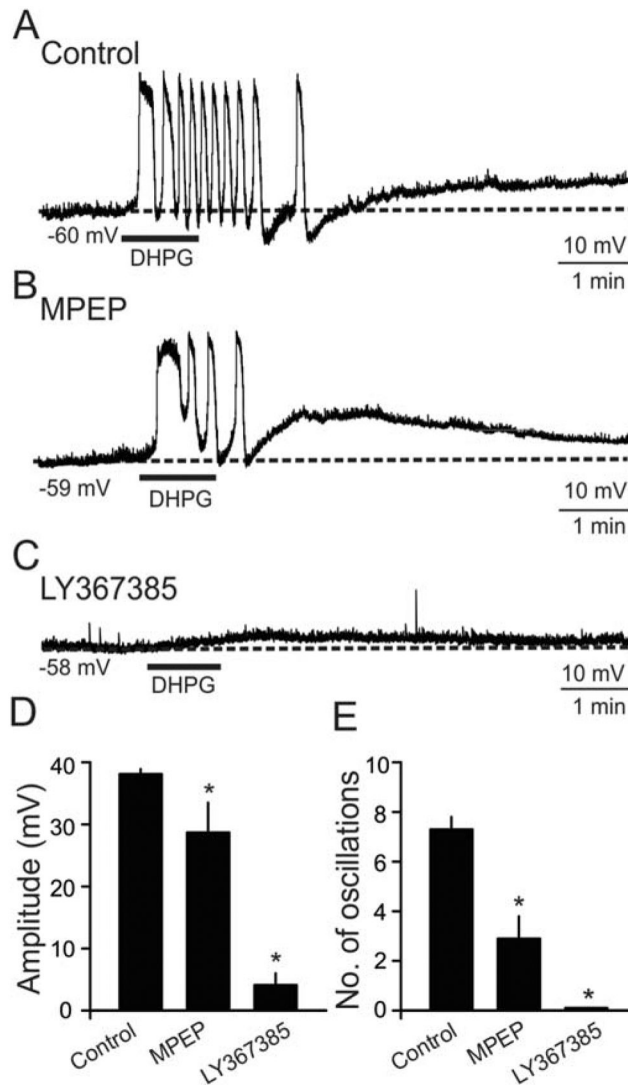 A
Control
-60 mV
DHPG
10 mV
1 min
B
MPEP
-59 mV
DHPG
10 mV
1 min
C
LY367385
-58 mV
DHPG
10 mV
1 min
D
Amplitude (mV)
40
30
20
10
0
*
*
Control
MPEP
LY367385
E
No. of oscillations
10
8
6
4
2
0
*
*
Control
MPEP
LY367385